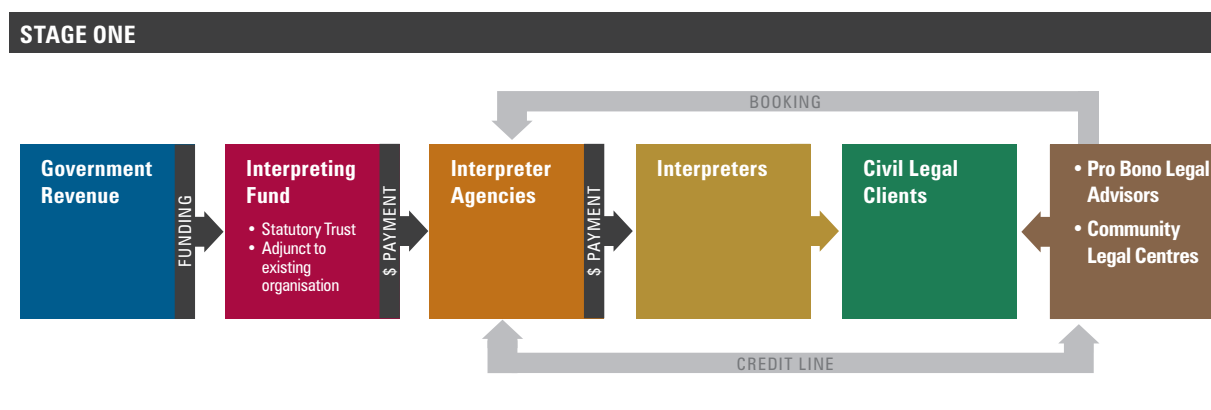 STAGE ONE
BOOKING
Government
Revenue
FUNDING
Interpreting
Fund
• Statutory Trust
• Adjunct to
existing
organisation
$ PAYMENT
Interpreter
Agencies
$ PAYMENT
Interpreters
Civil Legal
Clients
• Pro Bono Legal
Advisors
• Community
Legal Centres
CREDIT LINE